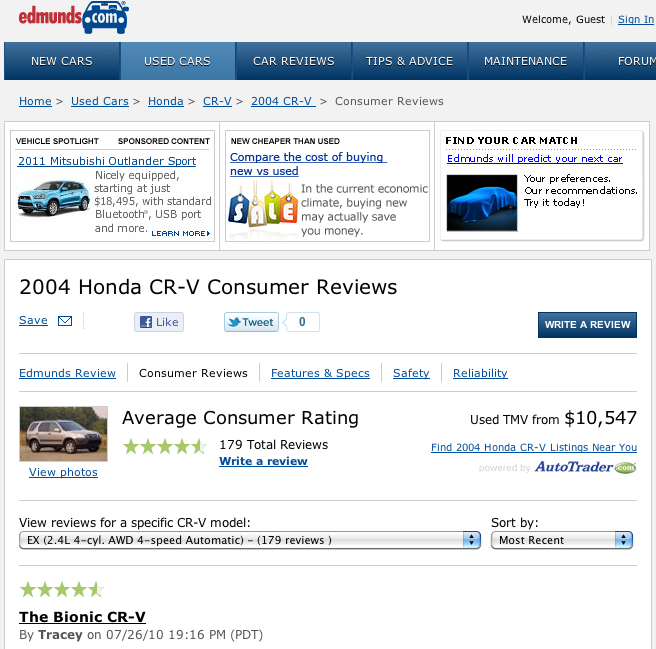 edmunds.com
Welcome, Guest | Sign In
NEW CARS USED CARS CAR REVIEWS TIPS & ADVICE MAINTENANCE FORUM
Home > Used Cars > Honda > CR-V > 2004 CR-V > Consumer Reviews
VEHICLE SPOTLIGHT SPONSORED CONTENT
2011 Mitsubishi Outlander Sport
Nicely equipped,
starting at just
$18,495, with standard
Bluetooth®, USB port
and more. LEARN MORE
NEW CHEAPER THAN USED
Compare the cost of buying
new vs used
SALE
In the current economic
climate, buying new
may actually save
you money.
FIND YOUR CAR MATCH
Edmunds will predict your next car
Your preferences.
Our recommendations.
Try it today!
2004 Honda CR-V Consumer Reviews
Save Like Tweet 0 WRITE A REVIEW
Edmunds Review Consumer Reviews Features & Specs Safety Reliability
Average Consumer Rating
179 Total Reviews
Write a review
View photos
Used TMV from $10,547
Find 2004 Honda CR-V Listings Near You
powered by AutoTrader.com
View reviews for a specific CR-V model: Sort by:
EX (2.4L 4-cyl. AWD 4-speed Automatic) – (179 reviews ) Most Recent
The Bionic CR-V
By Tracey on 07/26/10 19:16 PM (PDT)